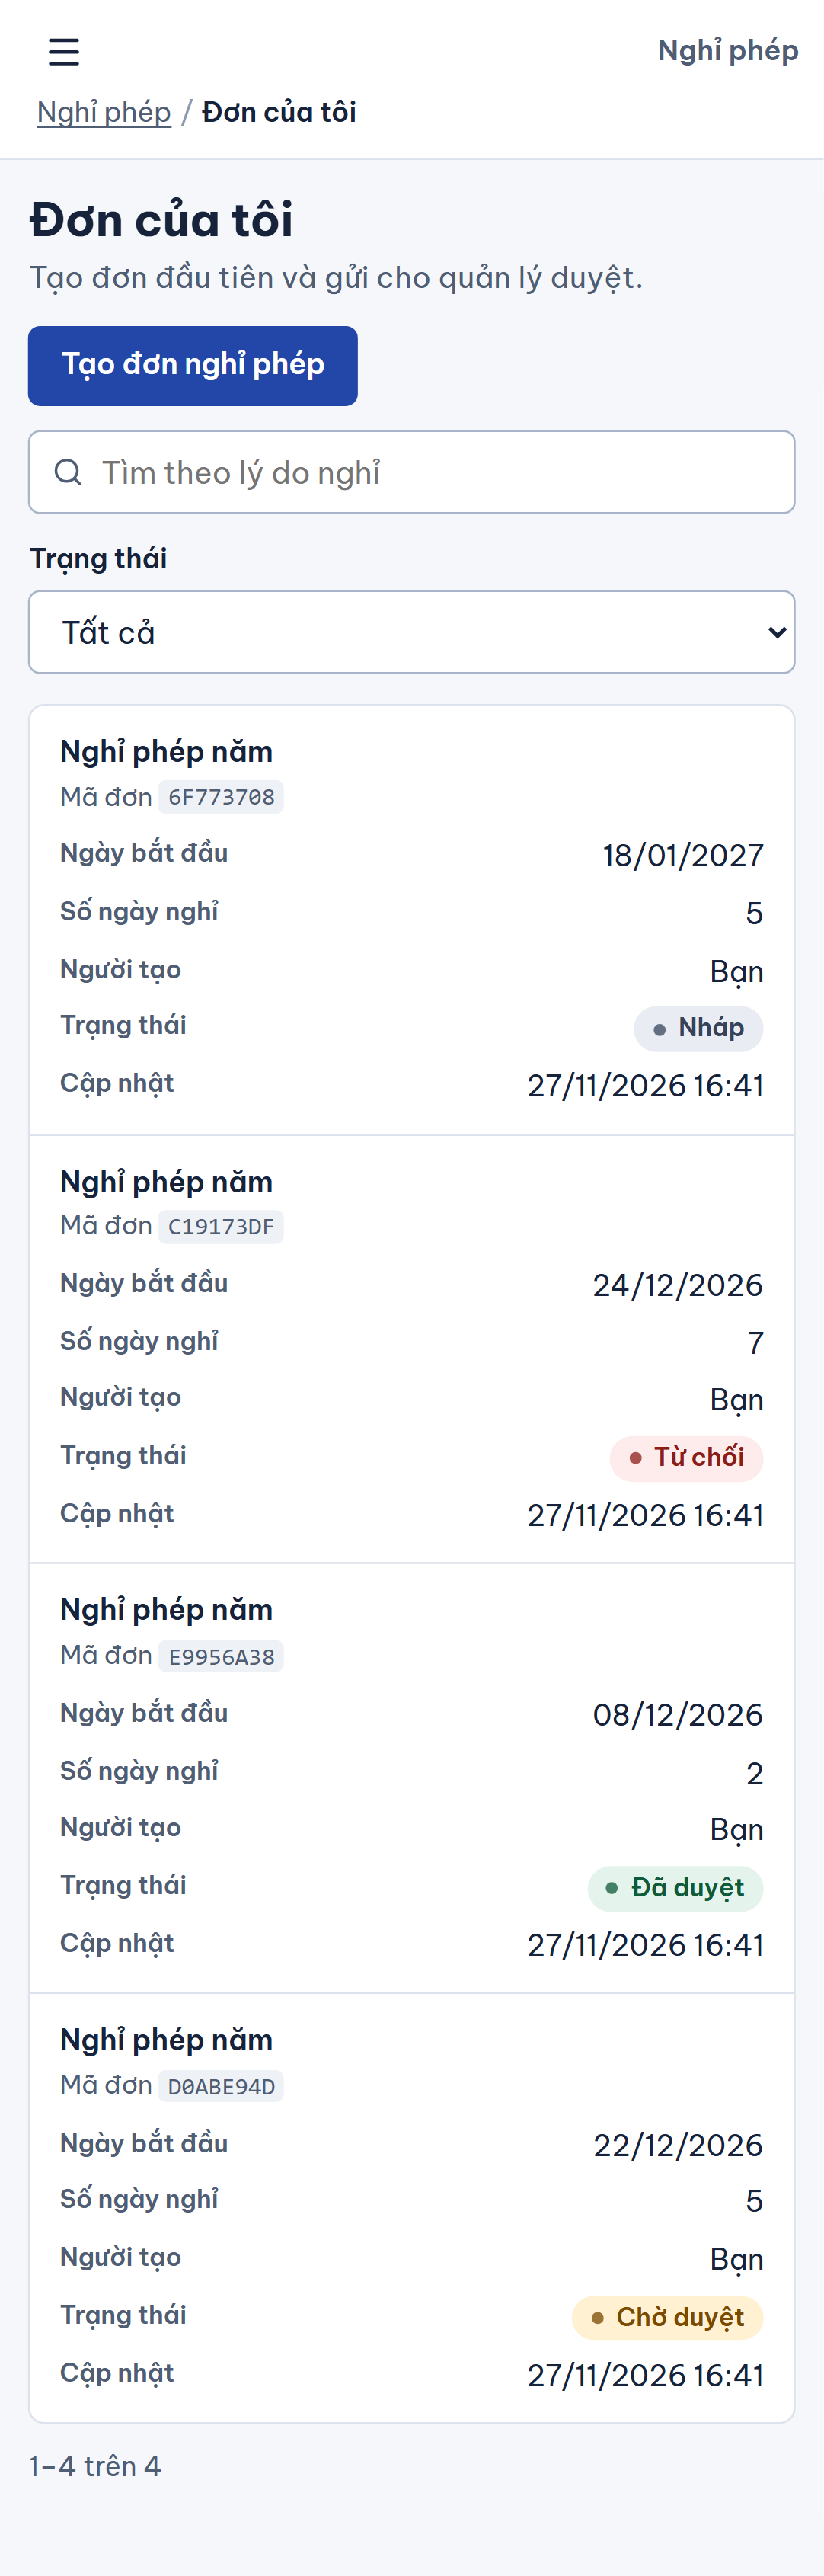 Nghỉ phép
Nghỉ phép / Đơn của tôi
Đơn của tôi
Tạo đơn đầu tiên và gửi cho quản lý duyệt.
Tạo đơn nghỉ phép
Tìm theo lý do nghỉ
Trạng thái
Tất cả
Nghỉ phép năm
Mã đơn 6F773708
Ngày bắt đầu 18/01/2027
Số ngày nghỉ 5
Người tạo Bạn
Trạng thái Nháp
Cập nhật 27/11/2026 16:41
Nghỉ phép năm
Mã đơn C19173DF
Ngày bắt đầu 24/12/2026
Số ngày nghỉ 7
Người tạo Bạn
Trạng thái Từ chối
Cập nhật 27/11/2026 16:41
Nghỉ phép năm
Mã đơn E9956A38
Ngày bắt đầu 08/12/2026
Số ngày nghỉ 2
Người tạo Bạn
Trạng thái Đã duyệt
Cập nhật 27/11/2026 16:41
Nghỉ phép năm
Mã đơn D0ABE94D
Ngày bắt đầu 22/12/2026
Số ngày nghỉ 5
Người tạo Bạn
Trạng thái Chờ duyệt
Cập nhật 27/11/2026 16:41
1–4 trên 4